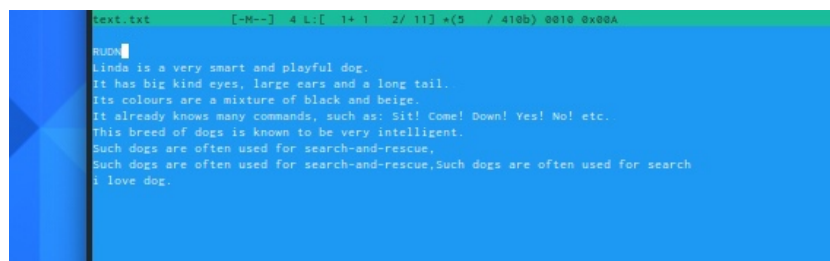 text.txt [-M--] 4 L:[ 1+ 1 2/ 11] *(5 / 410b) 0010 0x00A
RUDN
Linda is a very smart and playful dog.
It has big kind eyes, large ears and a long tail.
Its colours are a mixture of black and beige.
It already knows many commands, such as: Sit! Come! Down! Yes! No! etc.
This breed of dogs is known to be very intelligent.
Such dogs are often used for search-and-rescue,
Such dogs are often used for search-and-rescue,Such dogs are often used for search
i love dog.